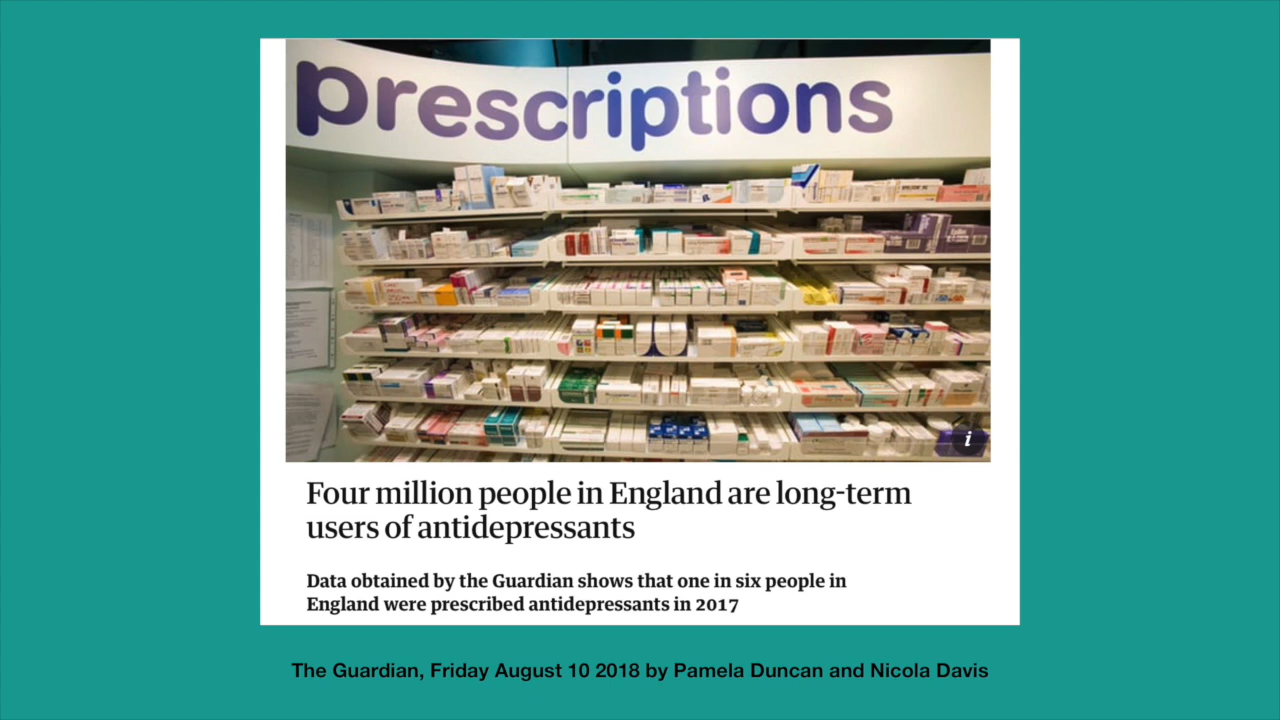 prescriptions
Four million people in England are long-term
users of antidepressants
Data obtained by the Guardian shows that one in six people in
England were prescribed antidepressants in 2017
The Guardian, Friday August 10 2018 by Pamela Duncan and Nicola Davis